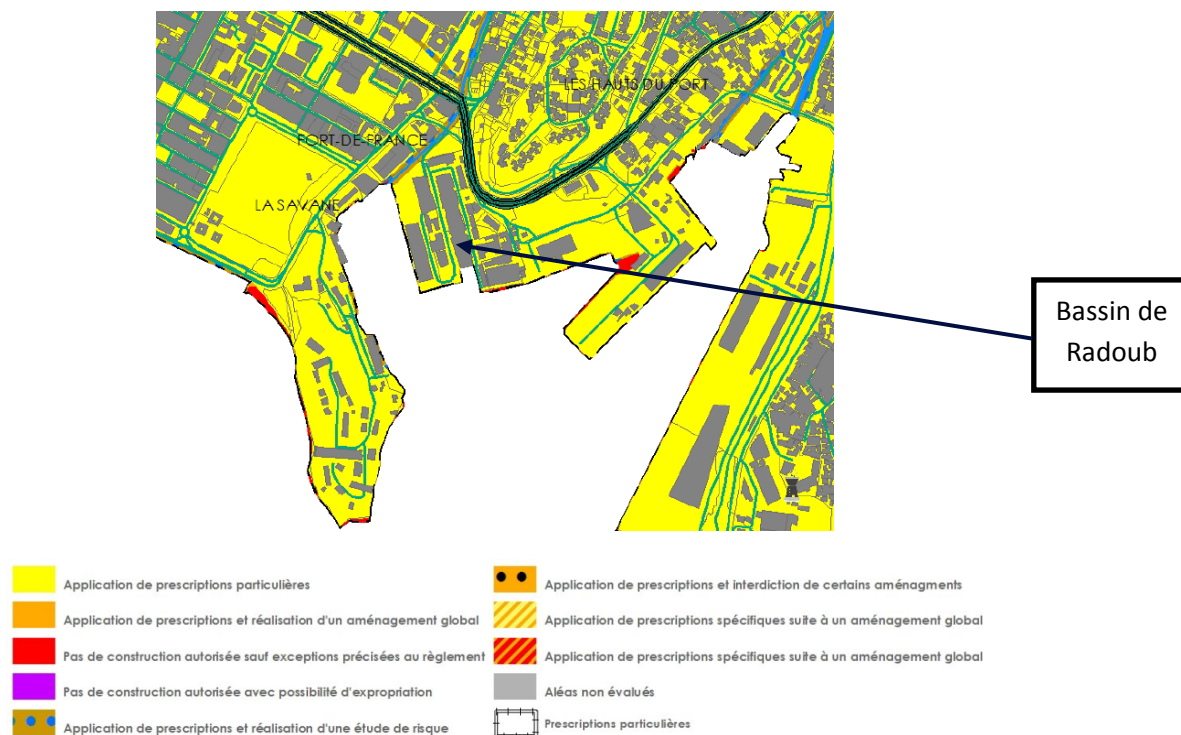 LES HAUTS DU PORT
FORT-DE-FRANCE
LA SAVANE
Bassin de
Radoub
Application de prescriptions particulières
Application de prescriptions et réalisation d'un aménagement global
Pas de construction autorisée sauf exceptions précisées au règlement
Pas de construction autorisée avec possibilité d'expropriation
Application de prescriptions et réalisation d'une étude de risque
Application de prescriptions et interdiction de certains aménagments
Application de prescriptions spécifiques suite à un aménagement global
Application de prescriptions spécifiques suite à un aménagement global
Aléas non évalués
Prescriptions particulières